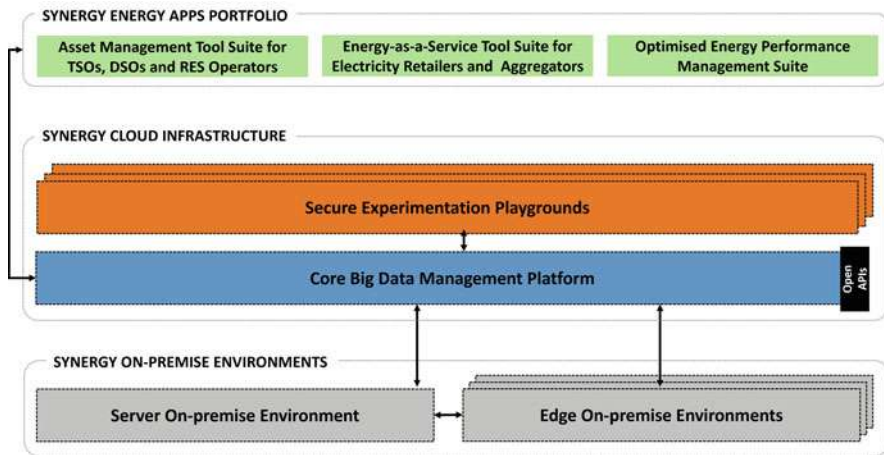 SYNERGY ENERGY APPS PORTFOLIO
Asset Management Tool Suite for
TSOs, DSOs and RES Operators
Energy-as-a-Service Tool Suite for
Electricity Retailers and Aggregators
Optimised Energy Performance
Management Suite
SYNERGY CLOUD INFRASTRUCTURE
Secure Experimentation Playgrounds
Core Big Data Management Platform
Open
APIs
SYNERGY ON-PREMISE ENVIRONMENTS
Server On-premise Environment
Edge On-premise Environments